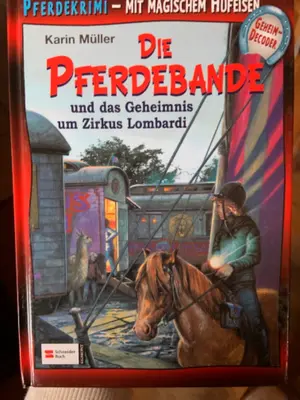 PFERDEKRIMI – MIT MAGISCHEM HUFEISEN
GEHEIM-
DECODER
Karin Müller
DIE
PFERDEBANDE
und das Geheimnis
um Zirkus Lombardi
Schneider
Buch